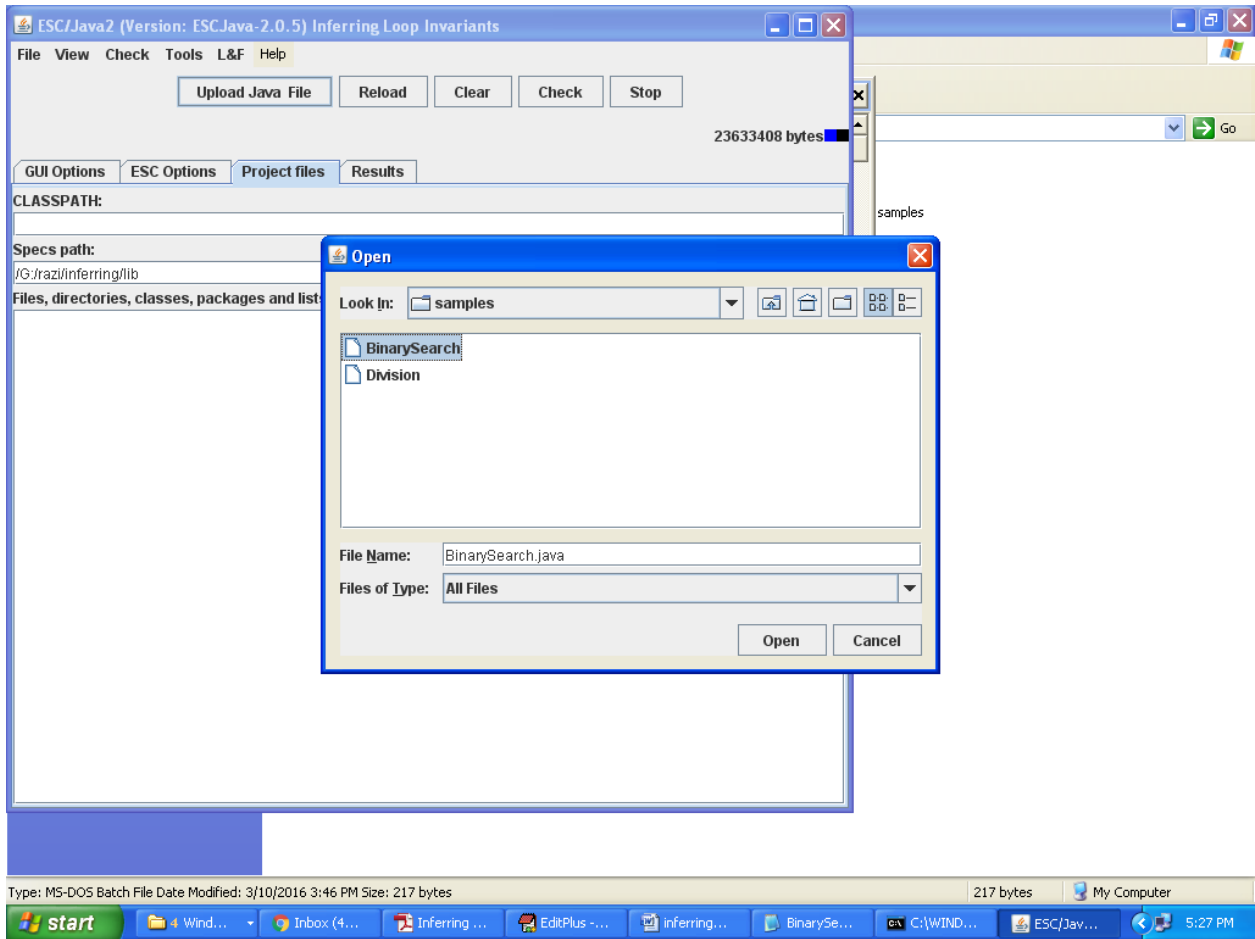 ESC/Java2 (Version: ESCJava-2.0.5) Inferring Loop Invariants
File View Check Tools L&F Help
Upload Java File Reload Clear Check Stop
23633408 bytes
Go
GUI Options ESC Options Project files Results
CLASSPATH:
samples
Specs path:
/G:/razi/inferring/lib
Files, directories, classes, packages and list
Open
Look In: samples
BinarySearch
Division
File Name: BinarySearch.java
Files of Type: All Files
Open Cancel
Type: MS-DOS Batch File Date Modified: 3/10/2016 3:46 PM Size: 217 bytes 217 bytes My Computer
start 4 Wind... Inbox (4... Inferring ... EditPlus -... inferring... BinarySe... C:\WIND... ESC/Jav... 5:27 PM